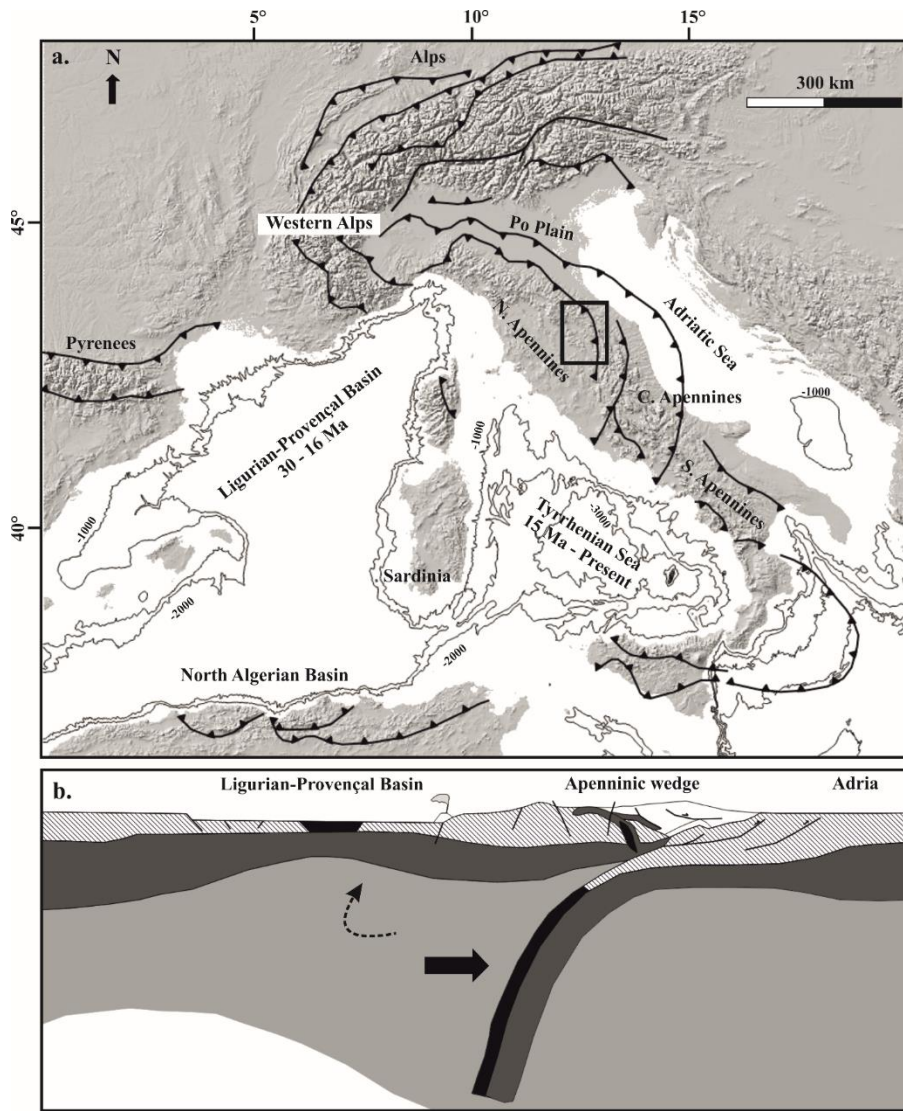 5° 10° 15°
a.
N
Alps
300 km
45°
Western Alps
Po Plain
Adriatic Sea
N. Apennines
Pyrenees
C. Apennines
-1000
-1000
Ligurian-Provençal Basin
30 - 16 Ma
S. Apennines
40°
-3000
Tyrrhenian Sea
15 Ma - Present
-1000
Sardinia
-2000
-2000
North Algerian Basin
b.
Ligurian-Provençal Basin Apenninic wedge Adria